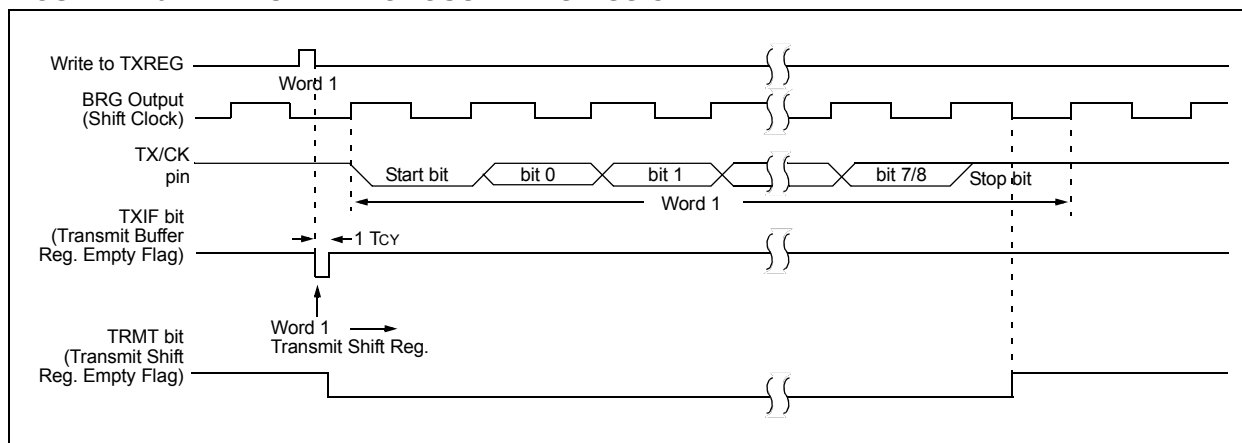 Write to TXREG
Word 1
BRG Output
(Shift Clock)
TX/CK
pin
Start bit
bit 0
bit 1
bit 7/8
Stop bit
Word 1
TXIF bit
(Transmit Buffer
Reg. Empty Flag)
1 TCY
Word 1
Transmit Shift Reg.
TRMT bit
(Transmit Shift
Reg. Empty Flag)